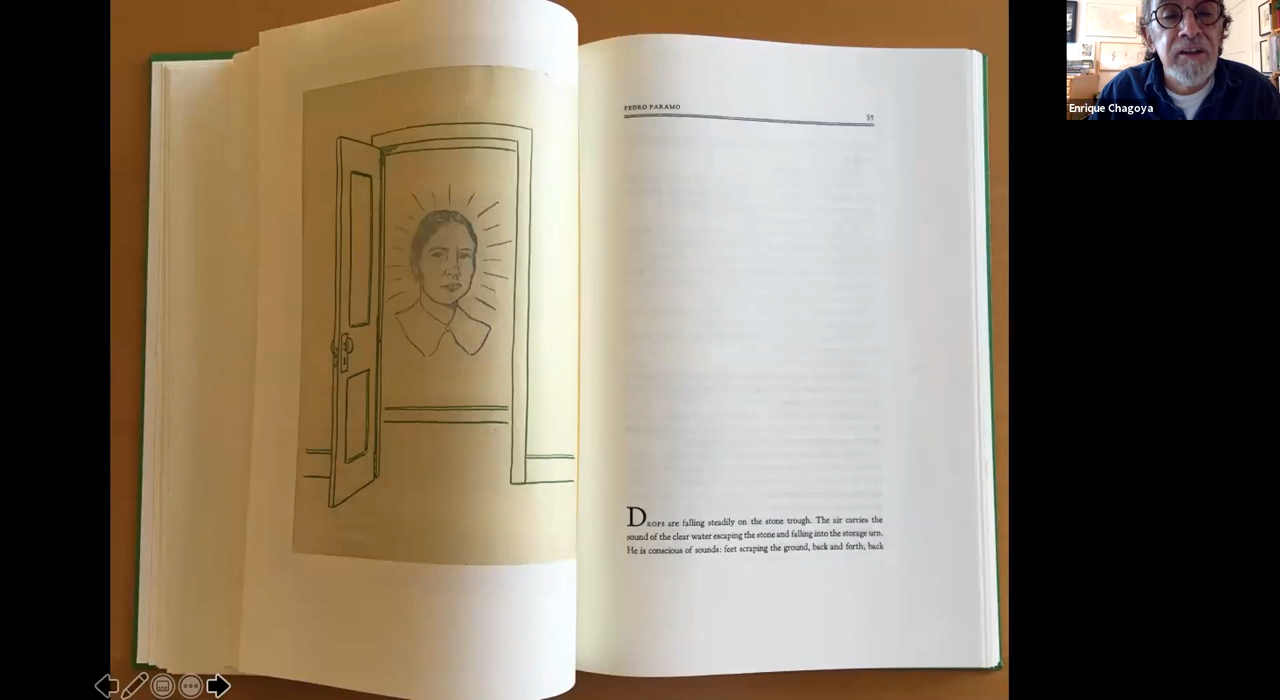 PEDRO PARAMO
35
DROPS are falling steadily on the stone trough. The air carries the
sound of the clear water escaping the stone and falling into the storage urn.
He is conscious of sounds: feet scraping the ground, back and forth, back
Enrique Chagoya